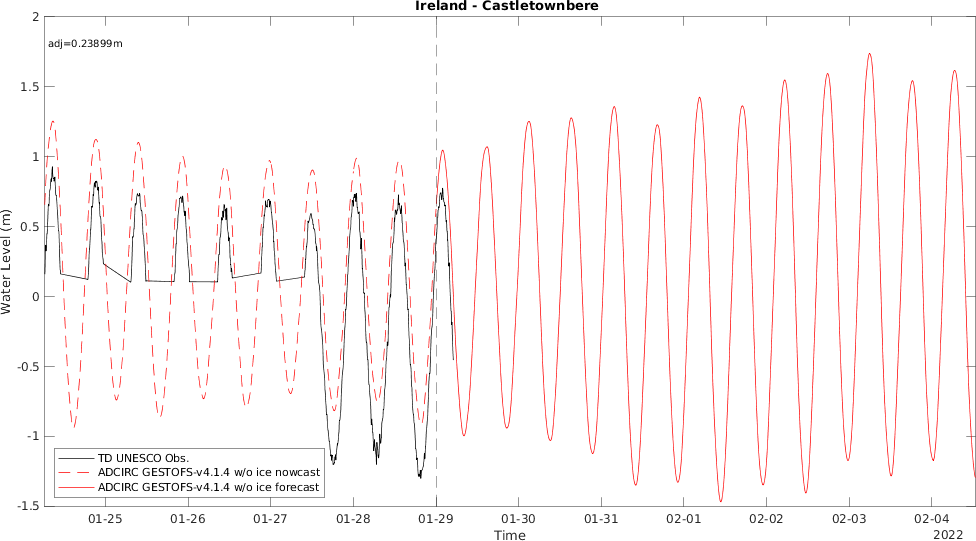 Ireland - Castletownbere
adj=0.23899m
Water Level (m)
2
1.5
1
0.5
0
-0.5
-1
-1.5
TD UNESCO Obs.
ADCIRC GESTOFS-v4.1.4 w/o ice nowcast
ADCIRC GESTOFS-v4.1.4 w/o ice forecast
01-25 01-26 01-27 01-28 01-29 01-30 01-31 02-01 02-02 02-03 02-04
Time
2022